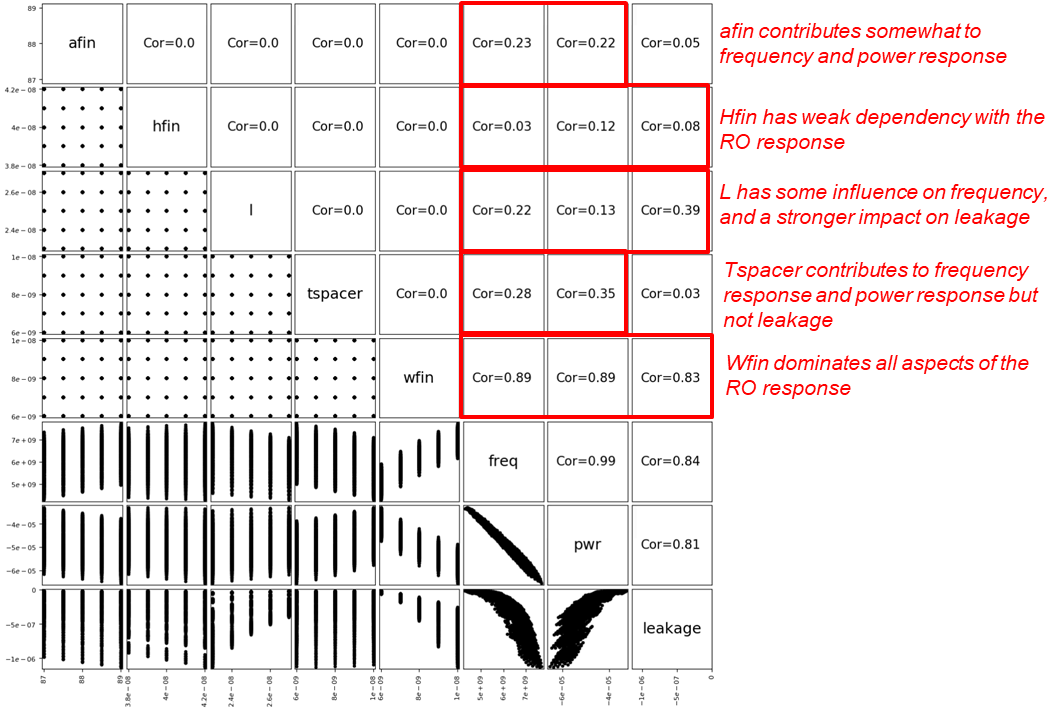 89
88
87
afin
Cor=0.0
Cor=0.0
Cor=0.0
Cor=0.0
Cor=0.23
Cor=0.22
Cor=0.05
afin contributes somewhat to
frequency and power response
4.2e−08
4e−08
3.8e−08
hfin
Cor=0.0
Cor=0.0
Cor=0.0
Cor=0.03
Cor=0.12
Cor=0.08
Hfin has weak dependency with the
RO response
2.6e−08
2.4e−08
l
Cor=0.0
Cor=0.0
Cor=0.22
Cor=0.13
Cor=0.39
L has some influence on frequency,
and a stronger impact on leakage
1e−08
8e−09
6e−09
tspacer
Cor=0.0
Cor=0.28
Cor=0.35
Cor=0.03
Tspacer contributes to frequency
response and power response but
not leakage
1e−08
8e−09
6e−09
wfin
Cor=0.89
Cor=0.89
Cor=0.83
Wfin dominates all aspects of the
RO response
7e+09
6e+09
5e+09
freq
Cor=0.99
Cor=0.84
−4e−05
−5e−05
−6e−05
pwr
Cor=0.81
0
−5e−07
−1e−06
leakage
87
88
89
3.8e−08
4e−08
4.2e−08
2.4e−08
2.6e−08
6e−09
8e−09
1e−08
6e−09
8e−09
1e−08
5e+09
6e+09
7e+09
−6e−05
−4e−05
−1e−06
−5e−07
0